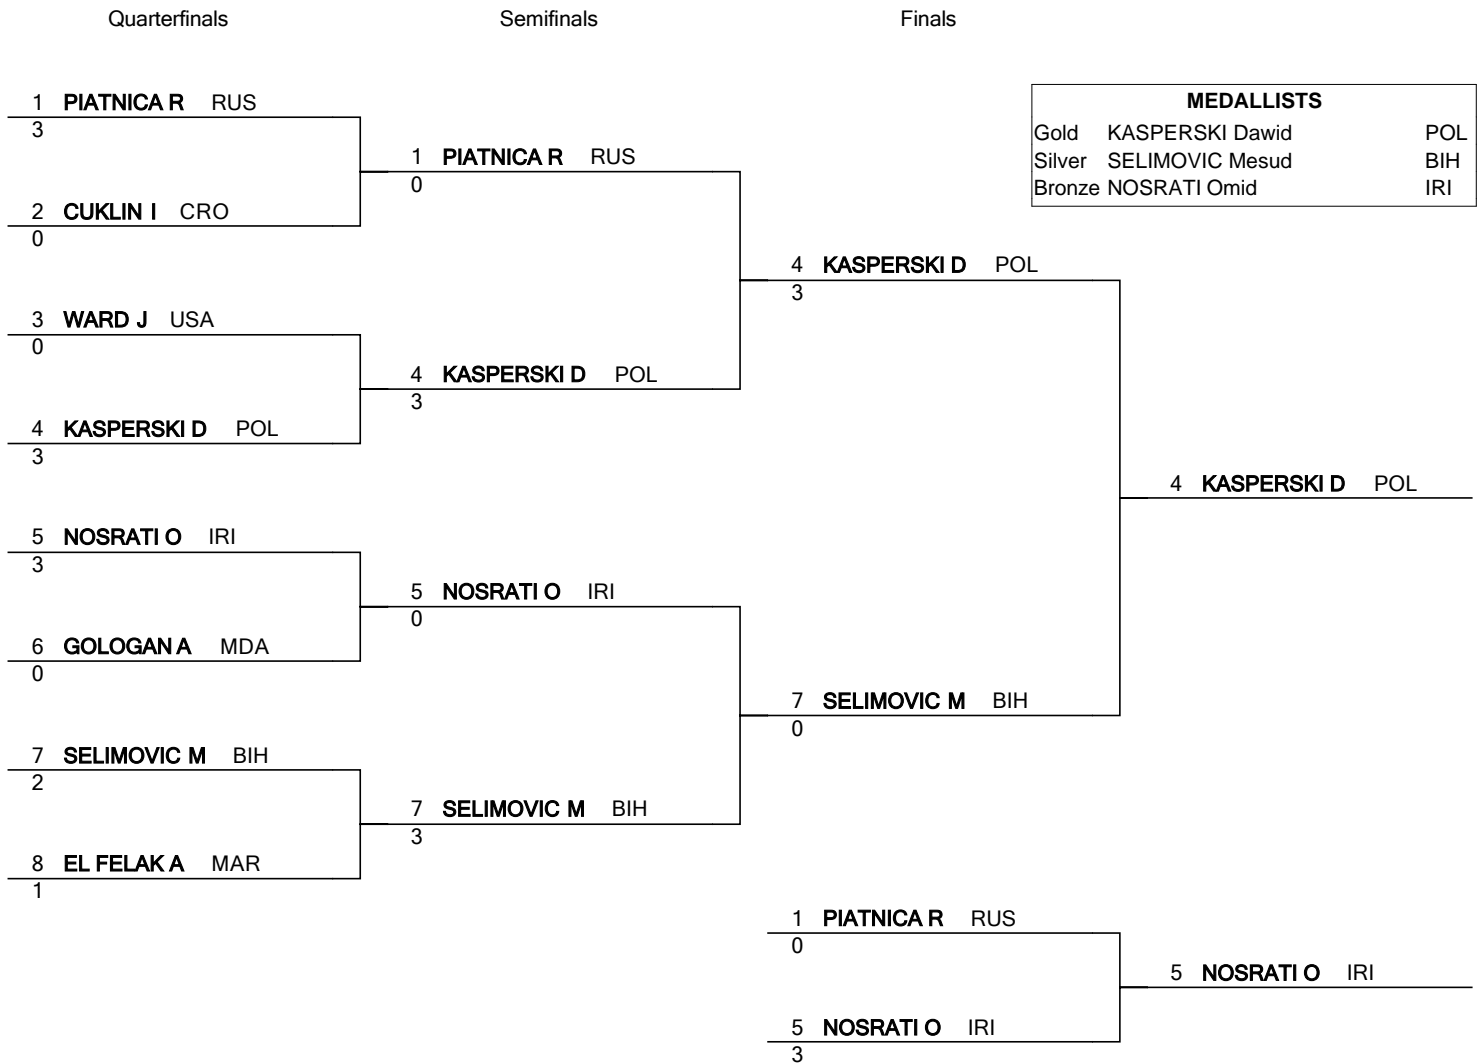 Quarterfinals Semifinals Finals
MEDALLISTS
Gold KASPERSKI Dawid POL
Silver SELIMOVIC Mesud BIH
Bronze NOSRATI Omid IRI
1 PIATNICA R RUS
3
2 CUKLIN I CRO
0
3 WARD J USA
0
4 KASPERSKI D POL
3
5 NOSRATI O IRI
3
6 GOLOGAN A MDA
0
7 SELIMOVIC M BIH
2
8 EL FELAK A MAR
1
1 PIATNICA R RUS
0
4 KASPERSKI D POL
3
5 NOSRATI O IRI
0
7 SELIMOVIC M BIH
3
4 KASPERSKI D POL
3
7 SELIMOVIC M BIH
0
4 KASPERSKI D POL
1 PIATNICA R RUS
0
5 NOSRATI O IRI
3
5 NOSRATI O IRI